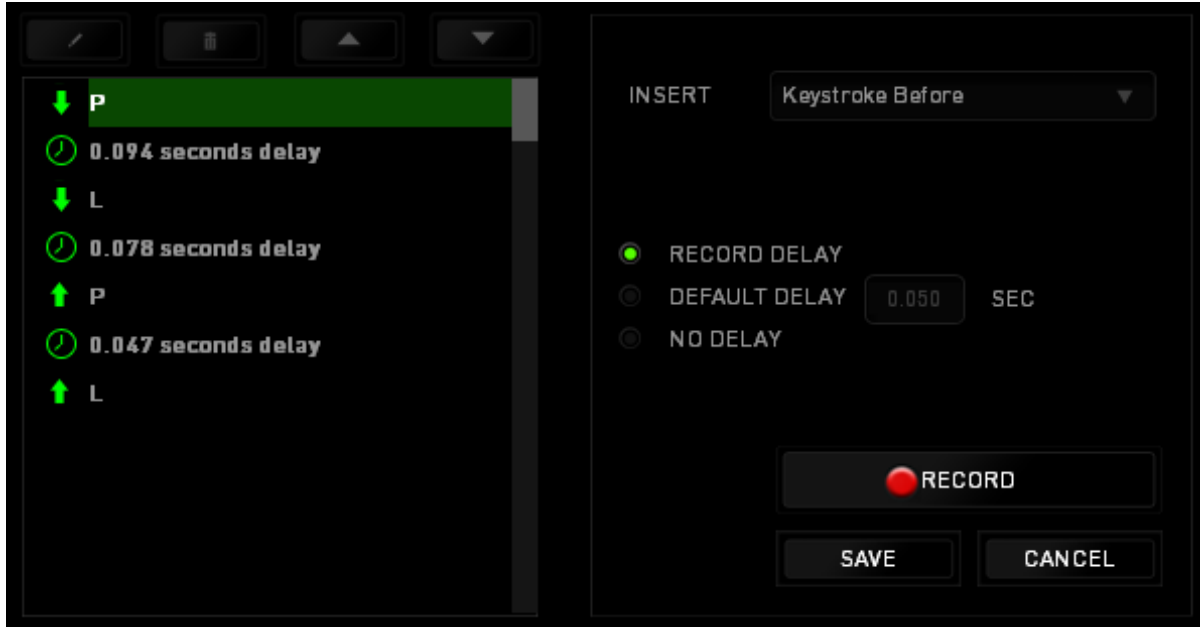 P
0.094 seconds delay
L
0.078 seconds delay
P
0.047 seconds delay
L
INSERT Keystroke Before
RECORD DELAY
DEFAULT DELAY 0.050 SEC
NO DELAY
RECORD
SAVE CANCEL